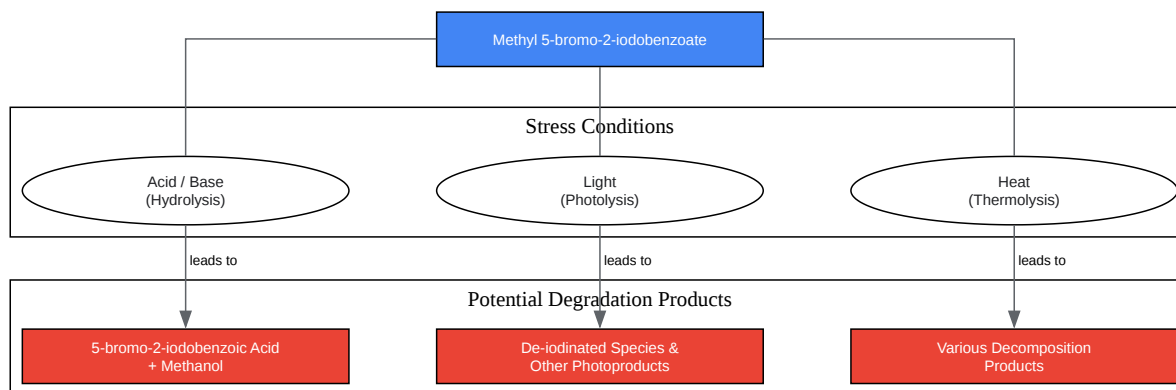 Methyl 5-bromo-2-iodobenzoate
Stress Conditions
Acid / Base
(Hydrolysis)
Light
(Photolysis)
Heat
(Thermolysis)
leads to
leads to
leads to
Potential Degradation Products
5-bromo-2-iodobenzoic Acid
+ Methanol
De-iodinated Species &
Other Photoproducts
Various Decomposition
Products